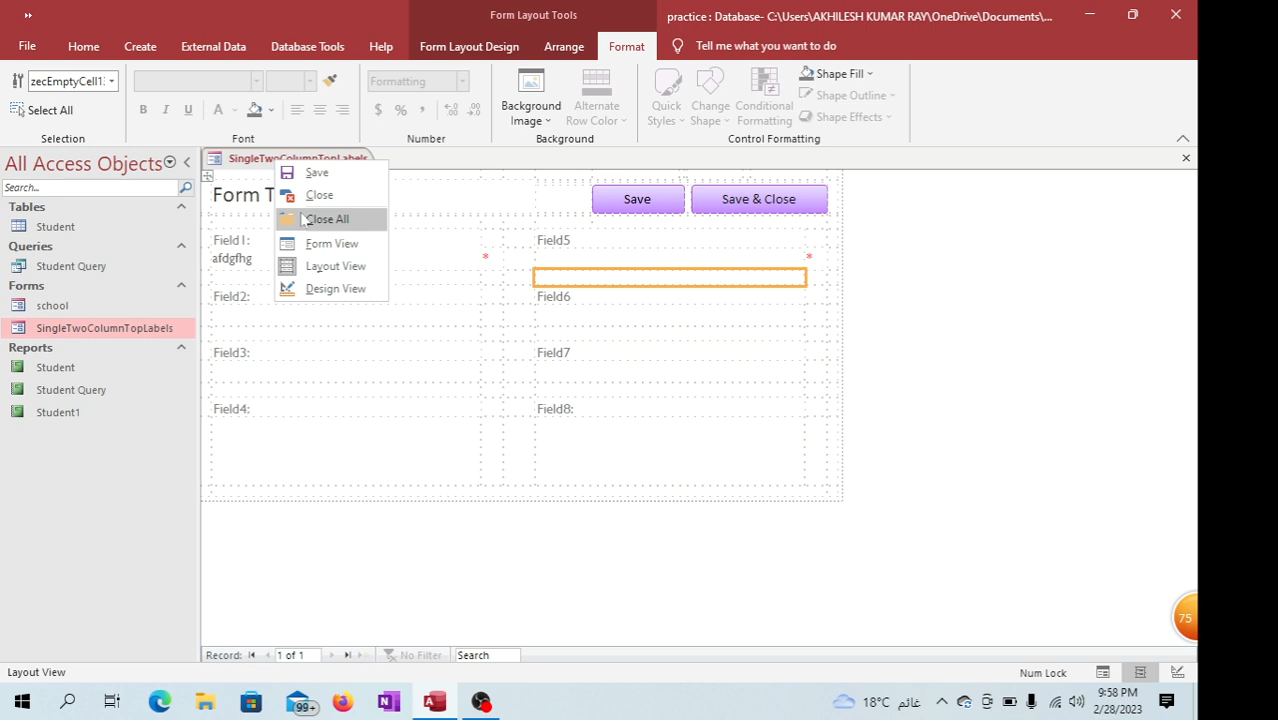 Form Layout Tools
practice : Database- C:\Users\AKHILESH KUMAR RAY\OneDrive\Documents\...
File
Home
Create
External Data
Database Tools
Help
Form Layout Design
Arrange
Format
Tell me what you want to do
Formatting
Select All
B I U A
$ % ,
Background Image
Alternate Row Color
Quick Styles
Change Shape
Conditional Formatting
Shape Fill
Shape Outline
Shape Effects
Selection
Font
Number
Background
Control Formatting
All Access Objects
Search...
Tables
Student
Queries
Student Query
Forms
school
SingleTwoColumnTopLabels
Reports
Student
Student Query
Student1
SingleTwoColumnTopLabels
Save
Close
Close All
Form View
Layout View
Design View
Form T
Save
Save & Close
Field1:
afdgfhg
*
Field5
*
Field2:
Field6
Field3:
Field7
Field4:
Field8:
Record:
1 of 1
No Filter
Search
Layout View
Num Lock
75
99+
18°C
غائم
9:58 PM
2/28/2023